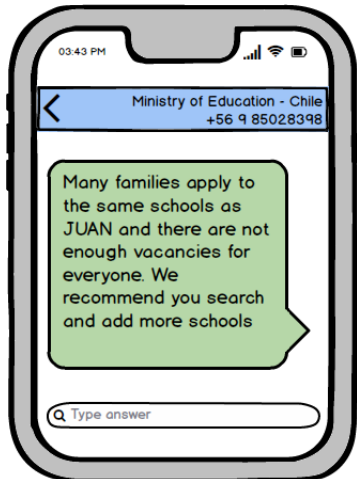 03:43 PM
Ministry of Education - Chile
+56 9 85028398
Many families apply to
the same schools as
JUAN and there are not
enough vacancies for
everyone. We
recommend you search
and add more schools
Type answer